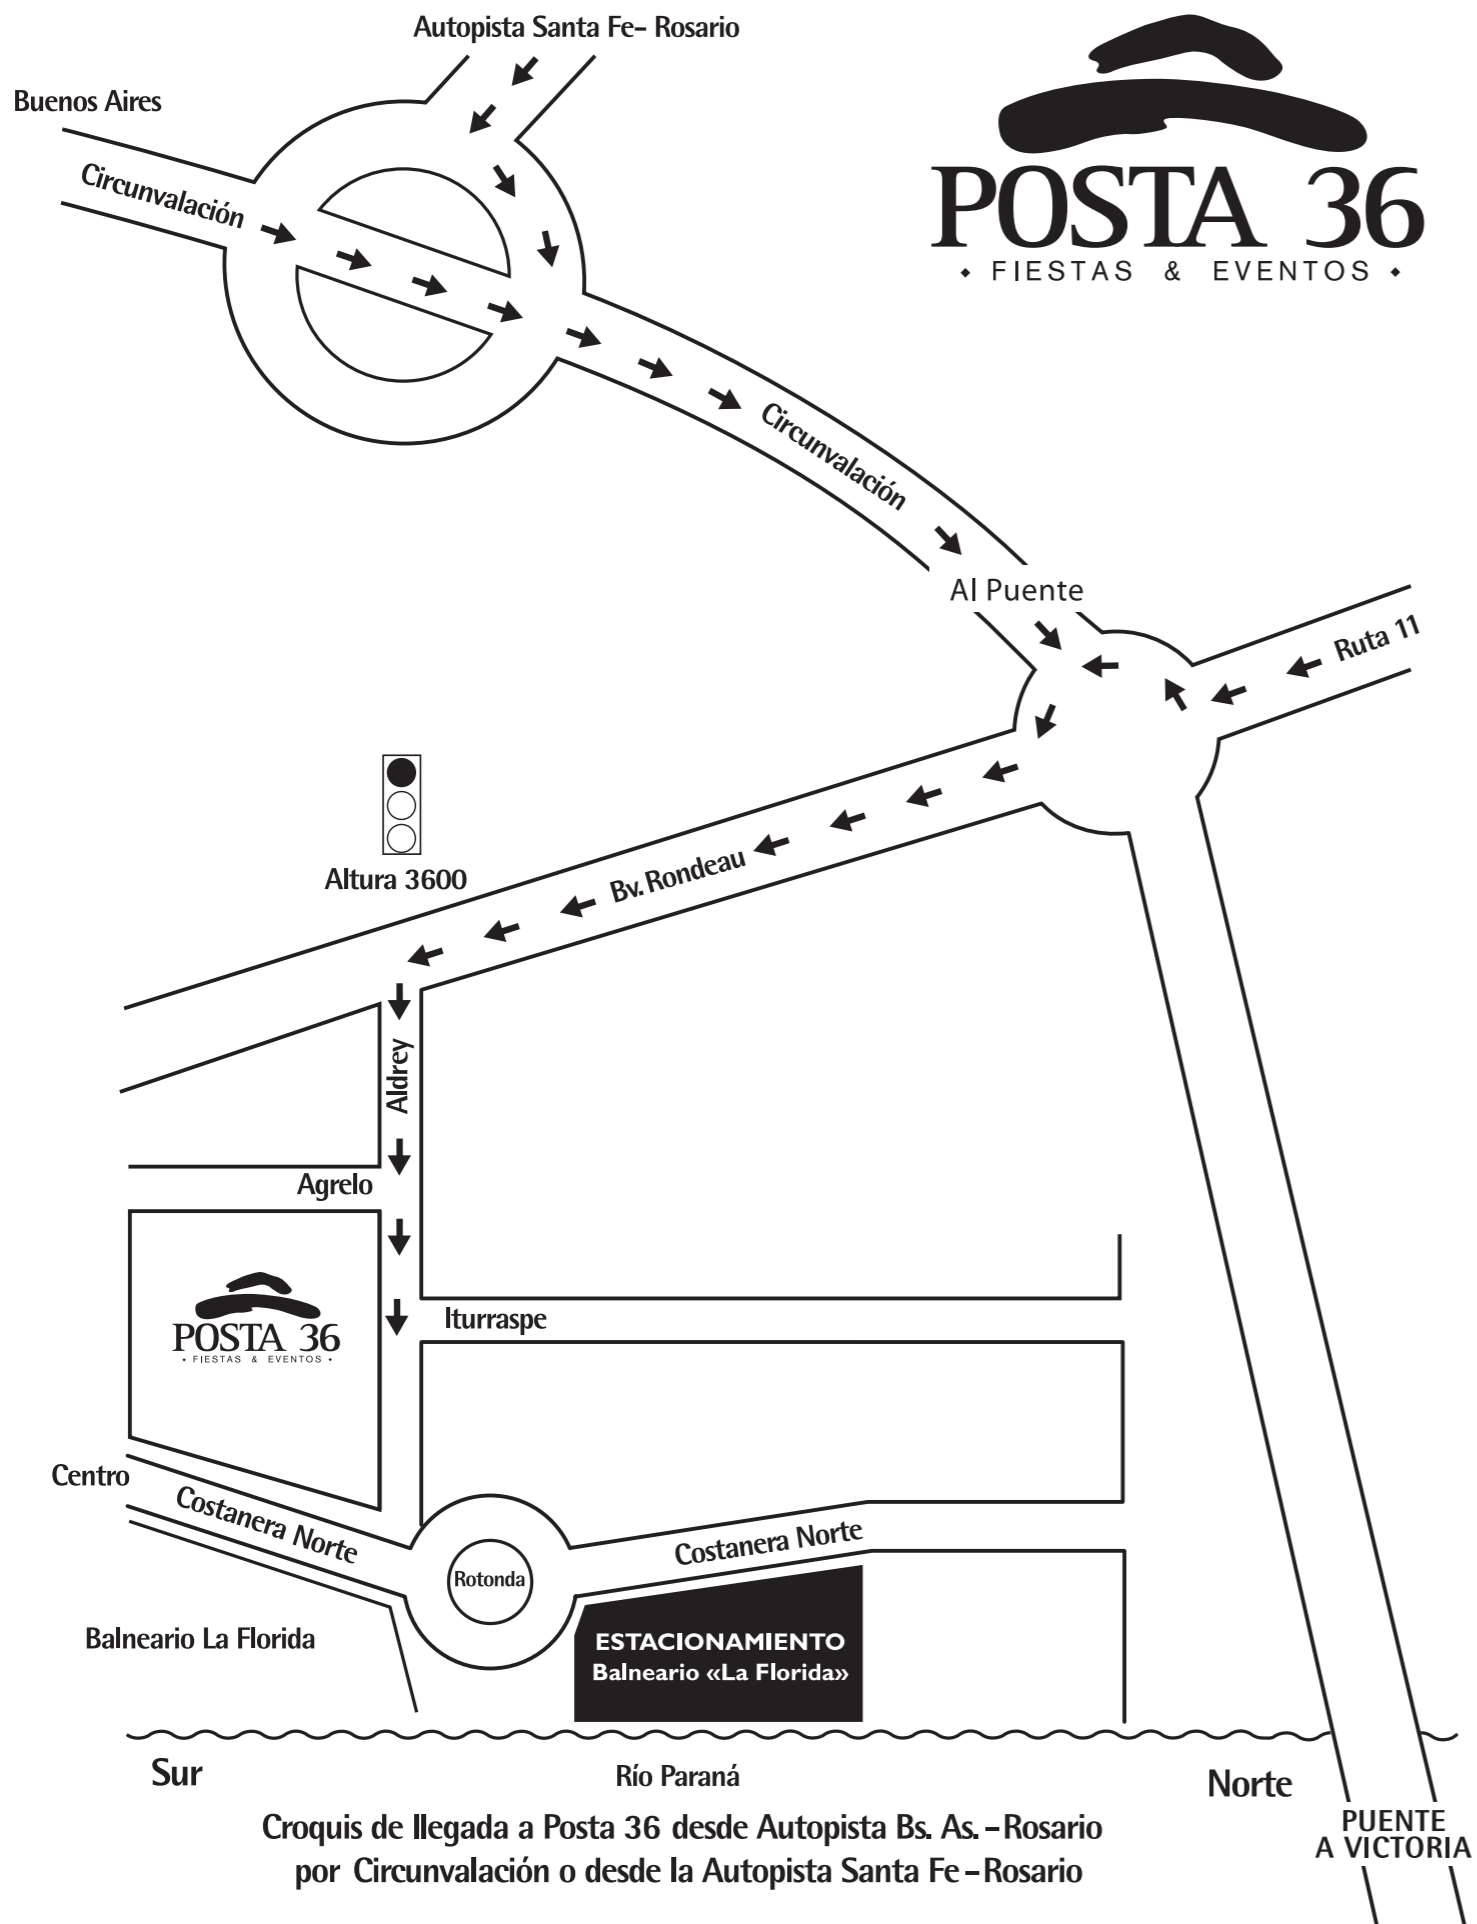 Autopista Santa Fe- Rosario
Buenos Aires
Circunvalación
POSTA 36
• FIESTAS & EVENTOS •
Circunvalación
Al Puente
Ruta 11
Altura 3600
Bv. Rondeau
Aldrey
Agrelo
POSTA 36
• FIESTAS & EVENTOS •
Iturraspe
Centro
Costanera Norte
Costanera Norte
Rotonda
Balneario La Florida
ESTACIONAMIENTO
Balneario «La Florida»
Sur
Río Paraná
Norte
Croquis de llegada a Posta 36 desde Autopista Bs. As. - Rosario
por Circunvalación o desde la Autopista Santa Fe - Rosario
PUENTE
A VICTORIA